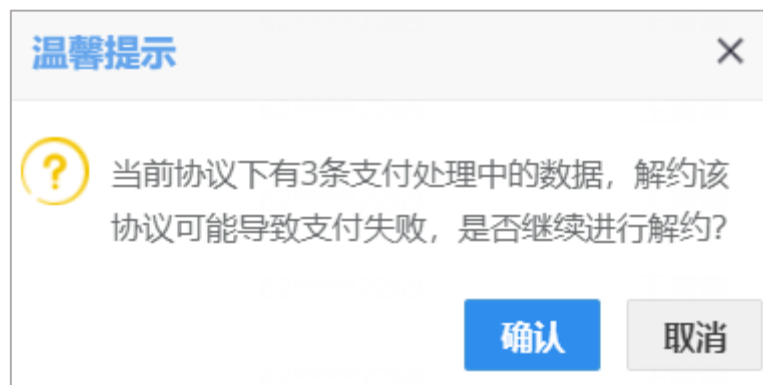 温馨提示
当前协议下有3条支付处理中的数据，解约该
协议可能导致支付失败，是否继续进行解约?
确认 取消